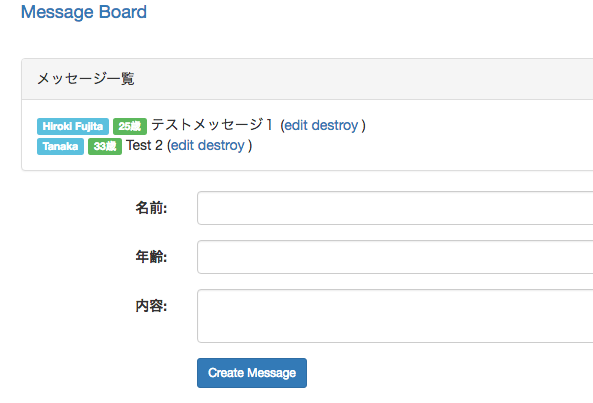 Message Board
メッセージ一覧
Hiroki Fujita 25歳 テストメッセージ１ (edit destroy )
Tanaka 33歳 Test 2 (edit destroy )
名前:
年齢:
内容:
Create Message